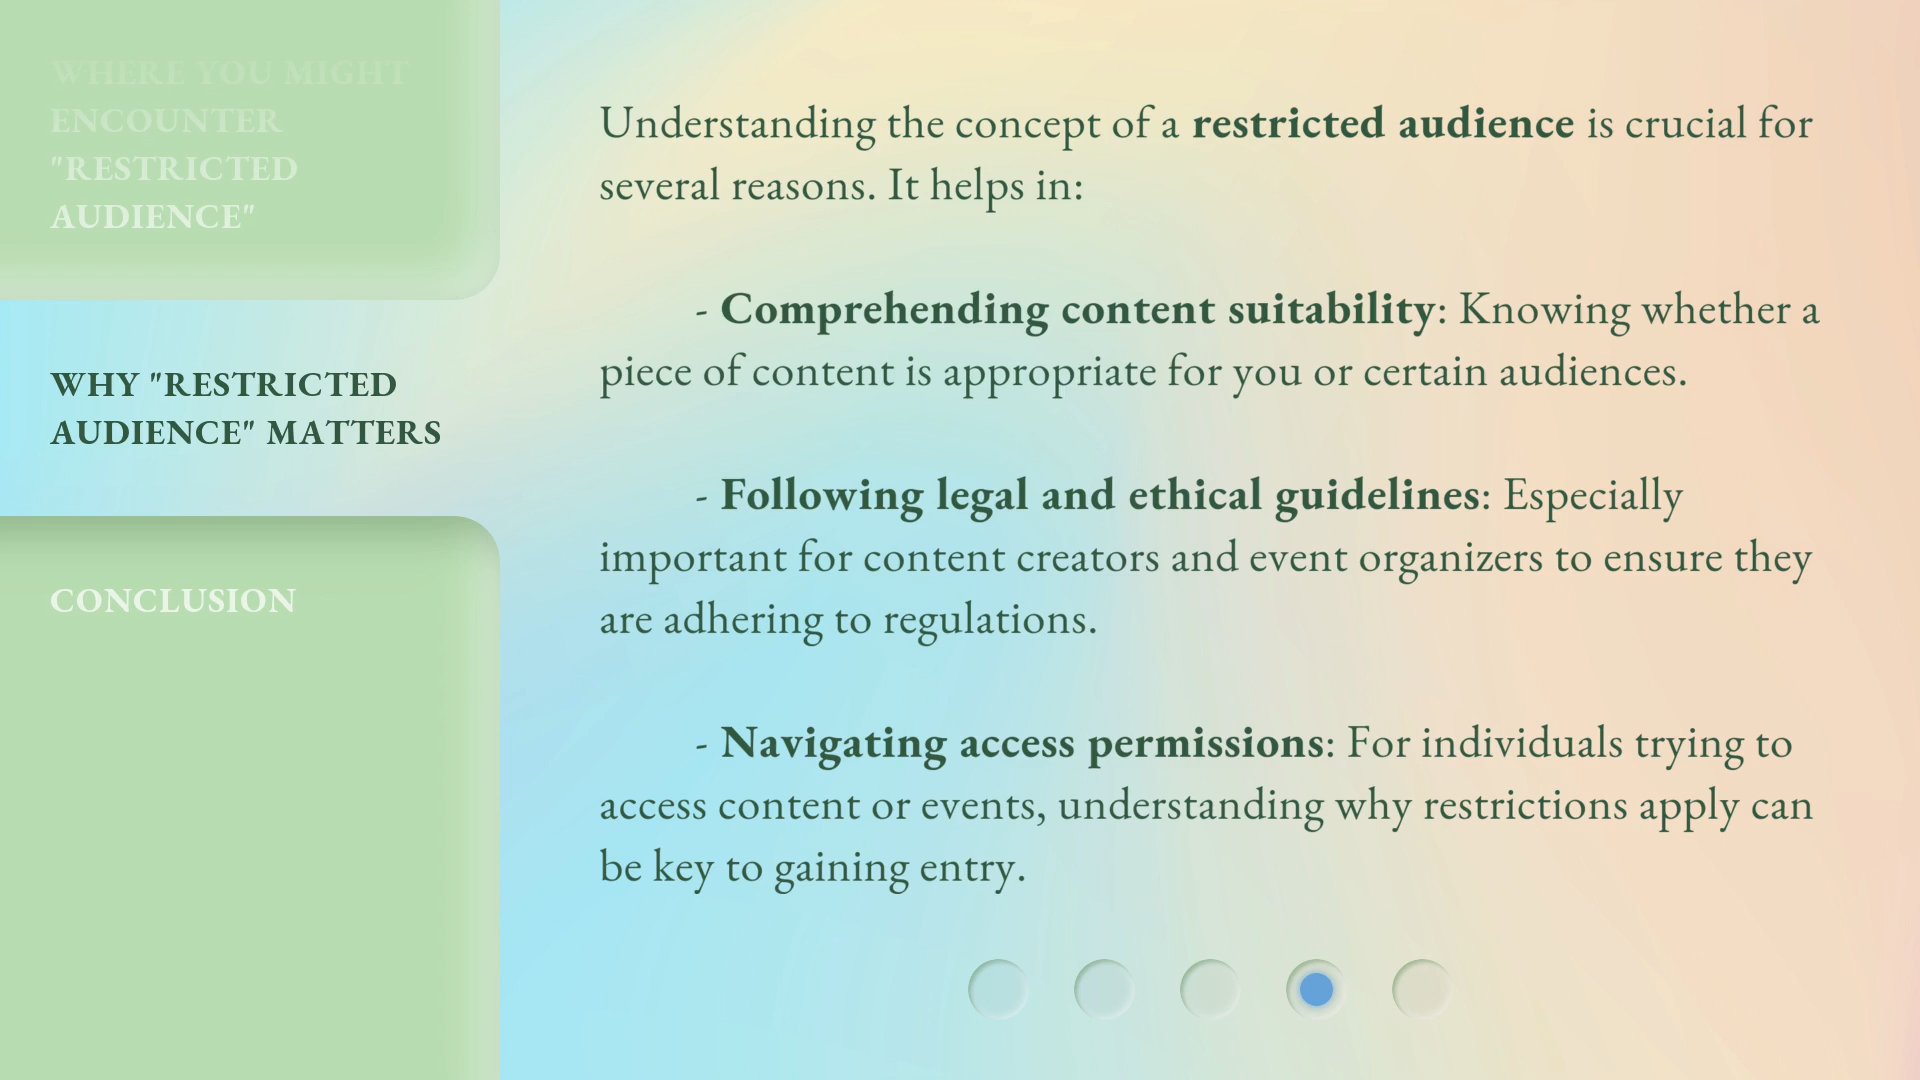 WHERE YOU MIGHT
ENCOUNTER
"RESTRICTED
AUDIENCE"
WHY "RESTRICTED
AUDIENCE" MATTERS
CONCLUSION
Understanding the concept of a restricted audience is crucial for
several reasons. It helps in:
- Comprehending content suitability: Knowing whether a
piece of content is appropriate for you or certain audiences.
- Following legal and ethical guidelines: Especially
important for content creators and event organizers to ensure they
are adhering to regulations.
- Navigating access permissions: For individuals trying to
access content or events, understanding why restrictions apply can
be key to gaining entry.